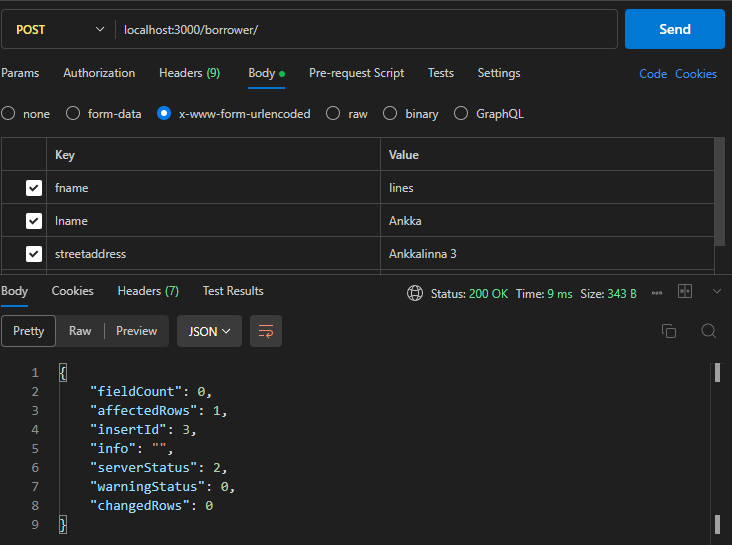 POST localhost:3000/borrower/ Send
Params Authorization Headers (9) Body Pre-request Script Tests Settings Code Cookies
none form-data x-www-form-urlencoded raw binary GraphQL
Key Value
fname Iines
lname Ankka
streetaddress Ankkalinna 3
Body Cookies Headers (7) Test Results Status: 200 OK Time: 9 ms Size: 343 B
Pretty Raw Preview JSON
1 {
2 "fieldCount": 0,
3 "affectedRows": 1,
4 "insertId": 3,
5 "info": "",
6 "serverStatus": 2,
7 "warningStatus": 0,
8 "changedRows": 0
9 }